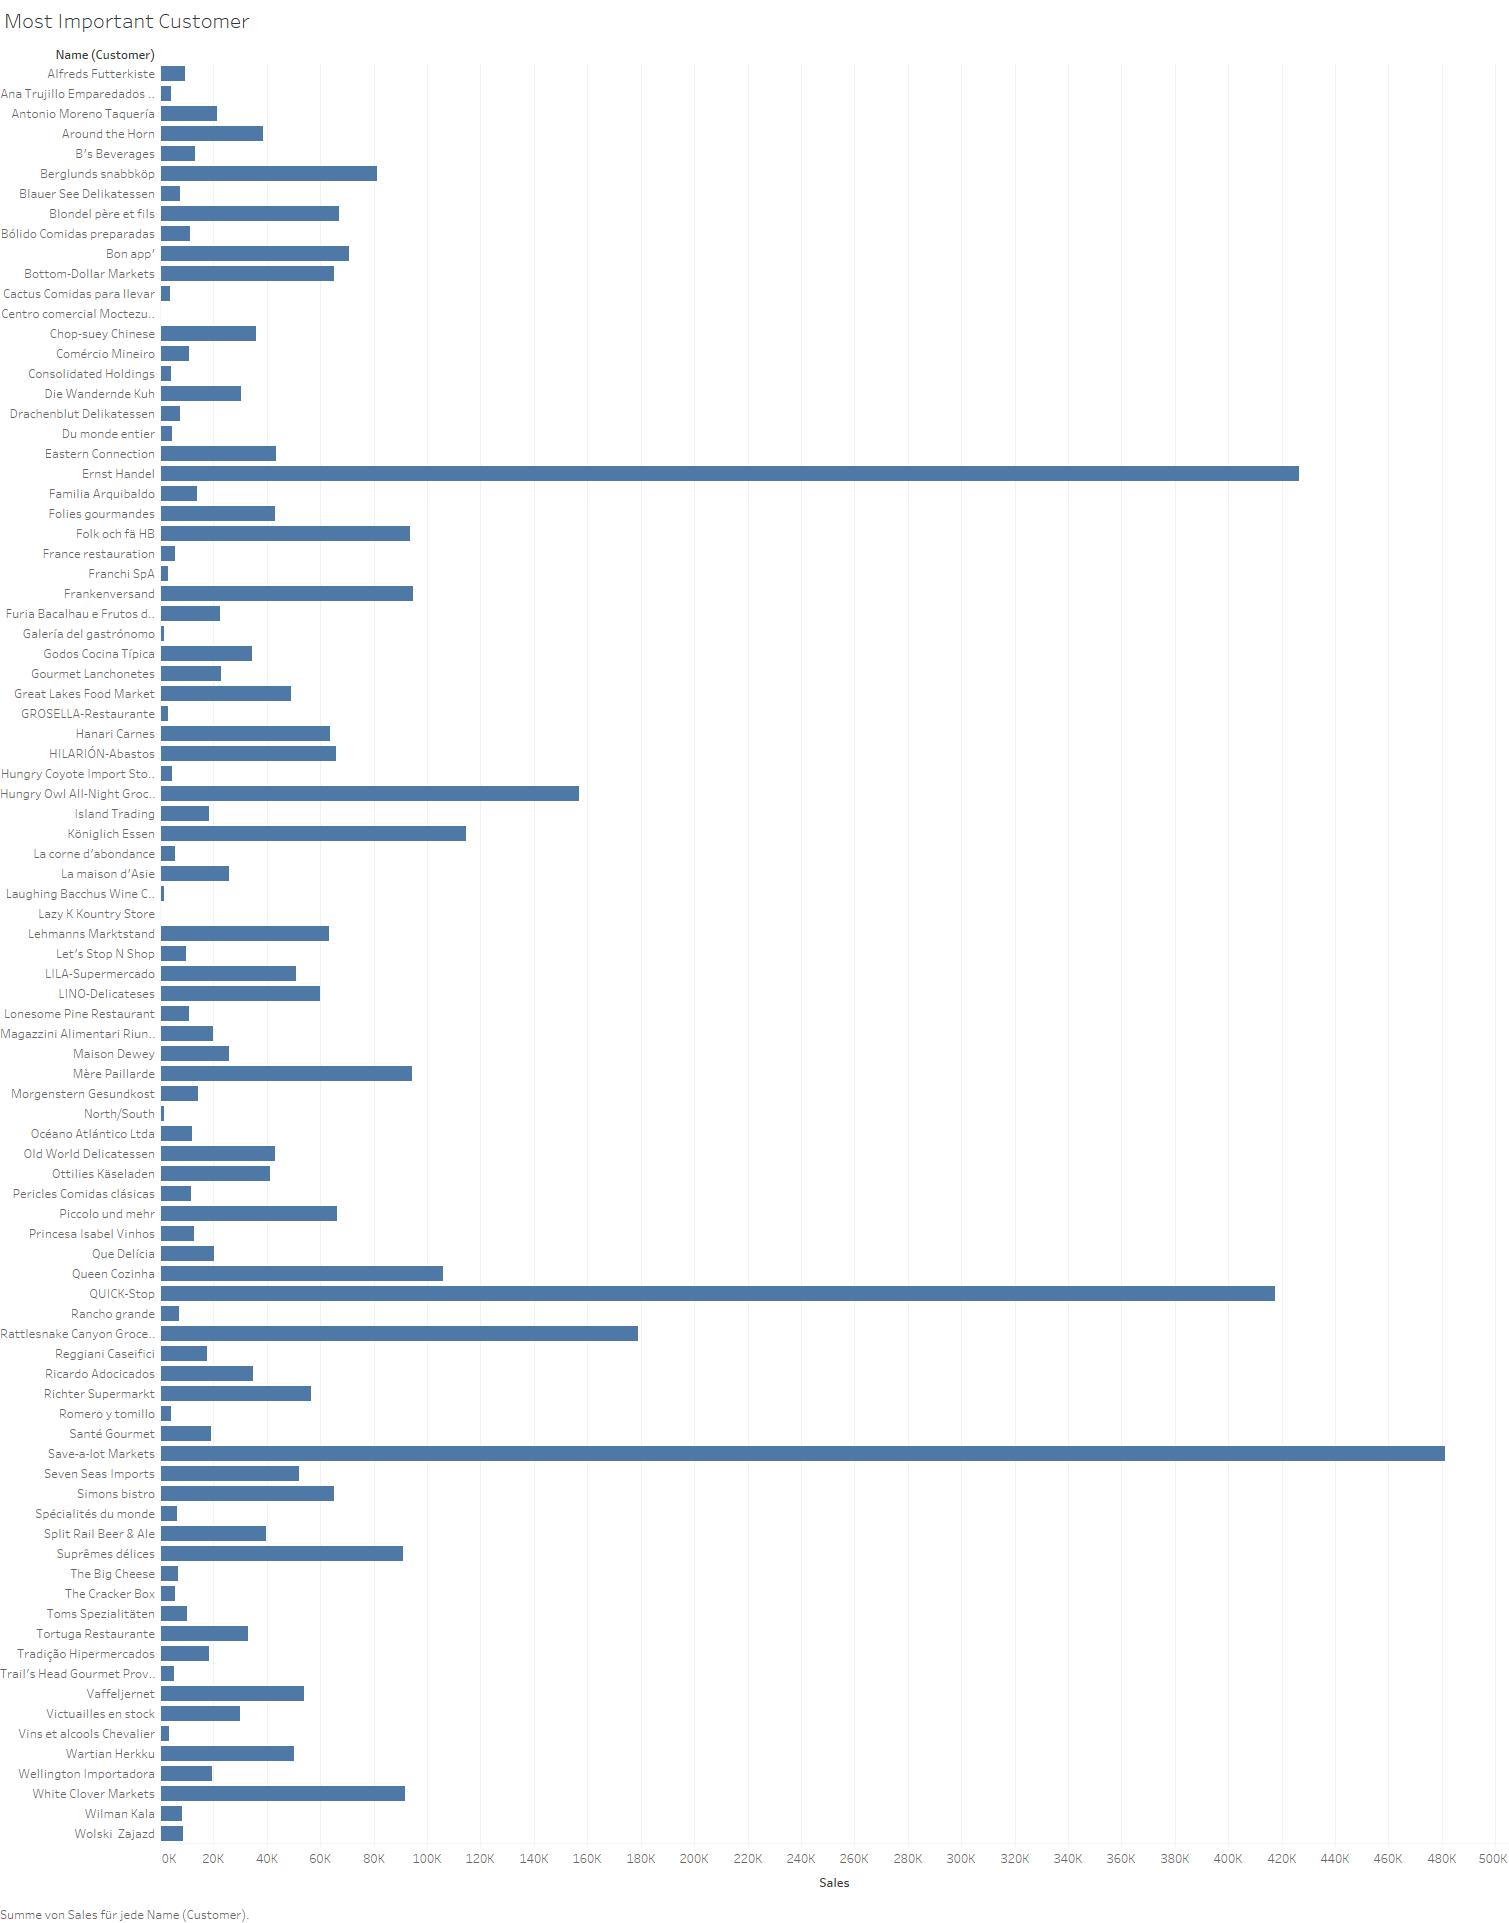 Most Important Customer
Name (Customer)
Alfreds Futterkiste
Ana Trujillo Emparedados ..
Antonio Moreno Taquería
Around the Horn
B's Beverages
Berglunds snabbköp
Blauer See Delikatessen
Blondel père et fils
Bólido Comidas preparadas
Bon app'
Bottom-Dollar Markets
Cactus Comidas para llevar
Centro comercial Moctezu..
Chop-suey Chinese
Comércio Mineiro
Consolidated Holdings
Die Wandernde Kuh
Drachenblut Delikatessen
Du monde entier
Eastern Connection
Ernst Handel
Familia Arquibaldo
Folies gourmandes
Folk och fä HB
France restauration
Franchi SpA
Frankenversand
Furia Bacalhau e Frutos d..
Galería del gastrónomo
Godos Cocina Típica
Gourmet Lanchonetes
Great Lakes Food Market
GROSELLA-Restaurante
Hanari Carnes
HILARIÓN-Abastos
Hungry Coyote Import Sto..
Hungry Owl All-Night Groc..
Island Trading
Königlich Essen
La corne d'abondance
La maison d'Asie
Laughing Bacchus Wine C..
Lazy K Kountry Store
Lehmanns Marktstand
Let's Stop N Shop
LILA-Supermercado
LINO-Delicateses
Lonesome Pine Restaurant
Magazzini Alimentari Riun..
Maison Dewey
Mère Paillarde
Morgenstern Gesundkost
North/South
Océano Atlántico Ltda
Old World Delicatessen
Ottilies Käseladen
Pericles Comidas clásicas
Piccolo und mehr
Princesa Isabel Vinhos
Que Delícia
Queen Cozinha
QUICK-Stop
Rancho grande
Rattlesnake Canyon Groce..
Reggiani Caseifici
Ricardo Adocicados
Richter Supermarkt
Romero y tomillo
Santé Gourmet
Save-a-lot Markets
Seven Seas Imports
Simons bistro
Spécialités du monde
Split Rail Beer & Ale
Suprêmes délices
The Big Cheese
The Cracker Box
Toms Spezialitäten
Tortuga Restaurante
Tradição Hipermercados
Trail's Head Gourmet Prov..
Vaffeljernet
Victuailles en stock
Vins et alcools Chevalier
Wartian Herkku
Wellington Importadora
White Clover Markets
Wilman Kala
Wolski Zajazd
0K 20K 40K 60K 80K 100K 120K 140K 160K 180K 200K 220K 240K 260K 280K 300K 320K 340K 360K 380K 400K 420K 440K 460K 480K 500K
Sales
Summe von Sales für jede Name (Customer).